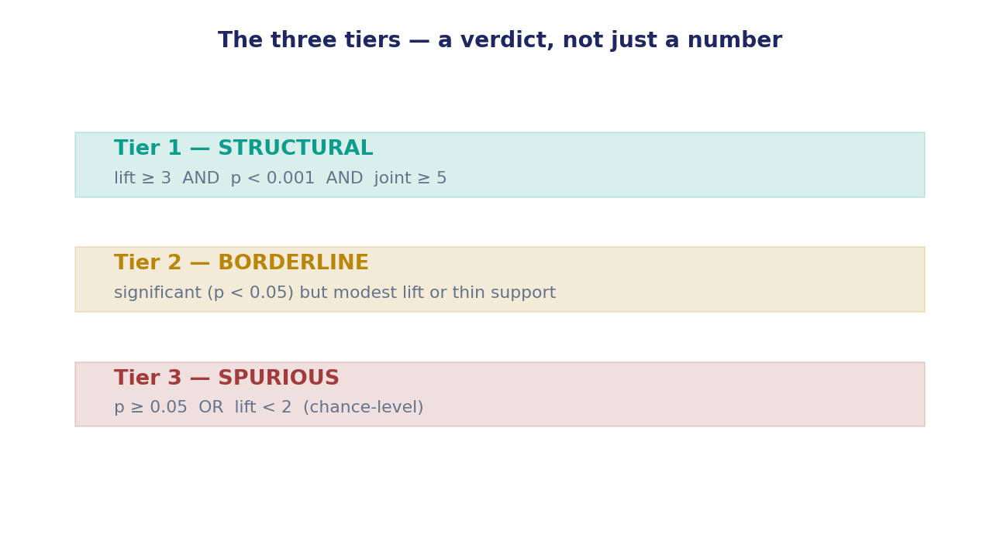 The three tiers — a verdict, not just a number
Tier 1 — STRUCTURAL
lift ≥ 3 AND p < 0.001 AND joint ≥ 5
Tier 2 — BORDERLINE
significant (p < 0.05) but modest lift or thin support
Tier 3 — SPURIOUS
p ≥ 0.05 OR lift < 2 (chance-level)